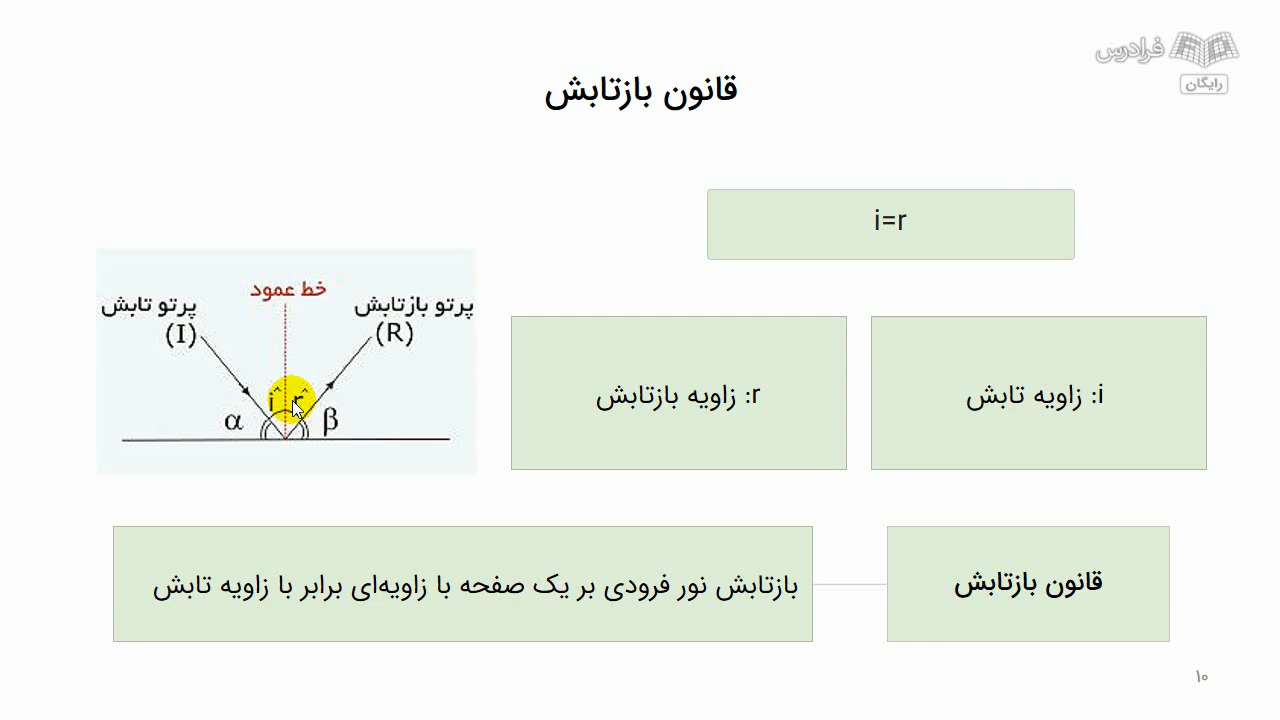 فرادرس
رایگان
قانون بازتابش
i=r
i: زاویه تابش
r: زاویه بازتابش
خط عمود
پرتو بازتابش
(R)
پرتو تابش
(I)
î r̂
α β
قانون بازتابش
بازتابش نور فرودی بر یک صفحه با زاویه‌ای برابر با زاویه تابش
۱۰